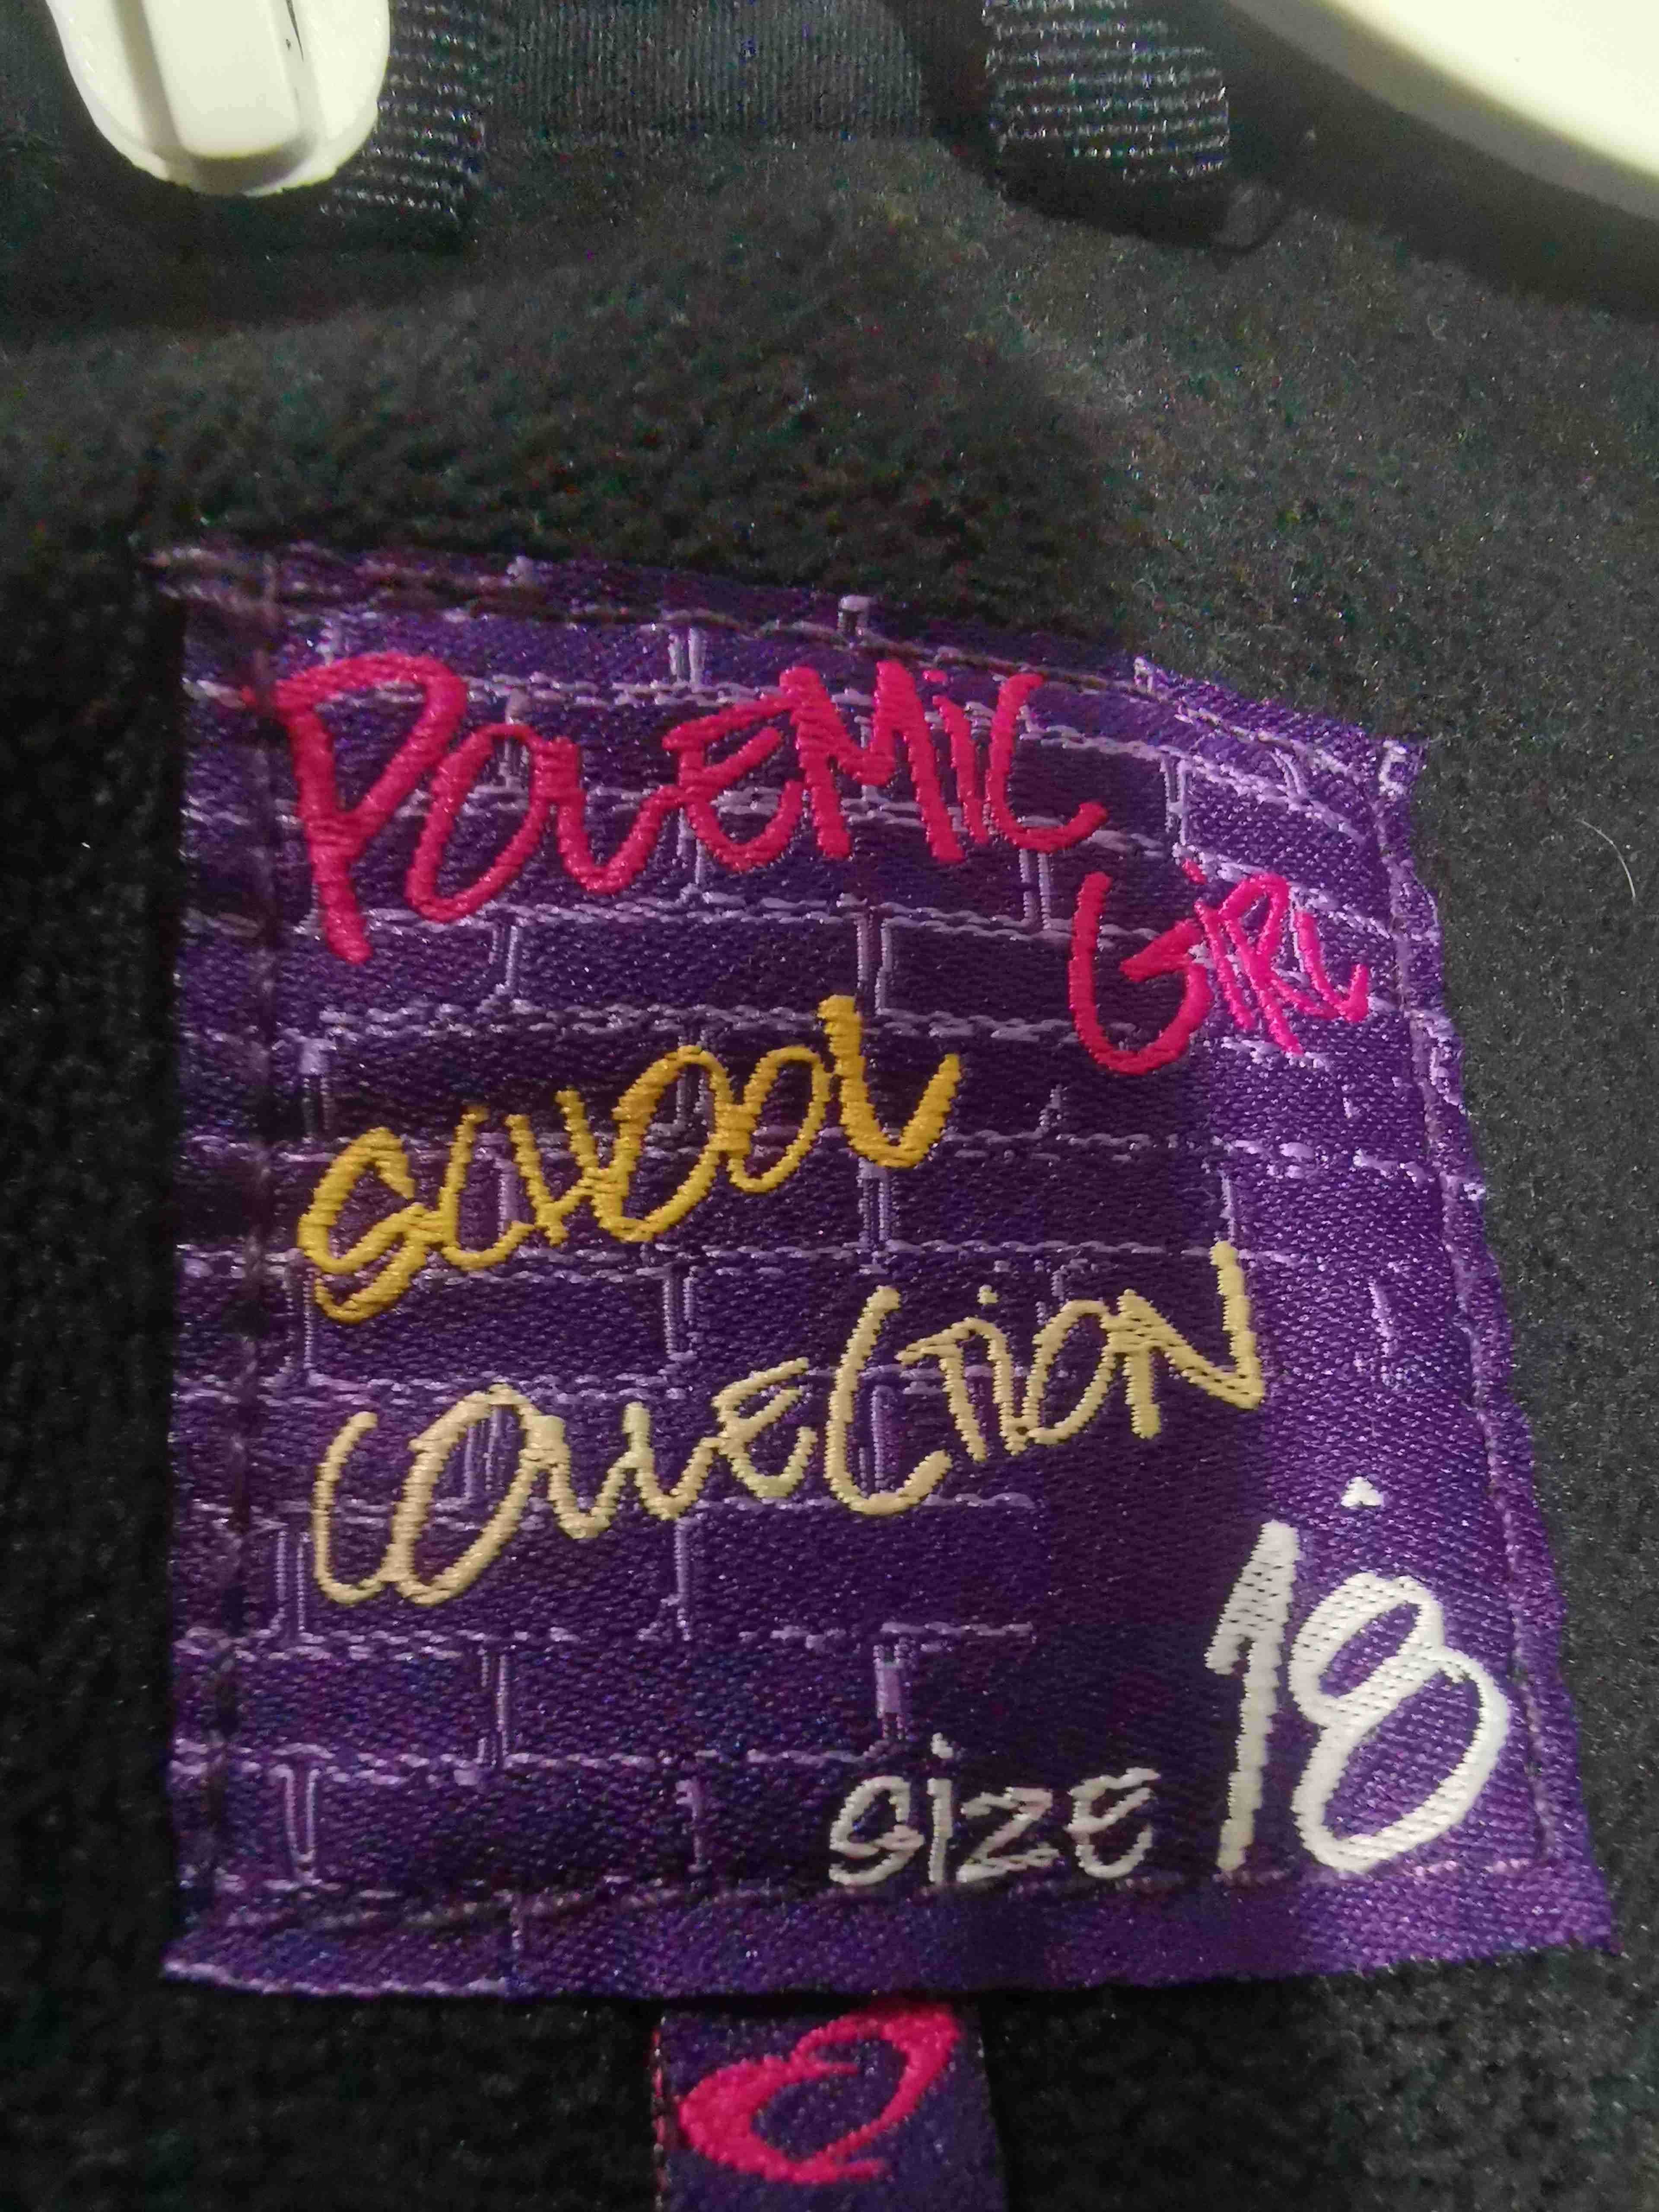 POLEMiC
GiRL
SCHOOL
COLLECTiON
SiZE 18